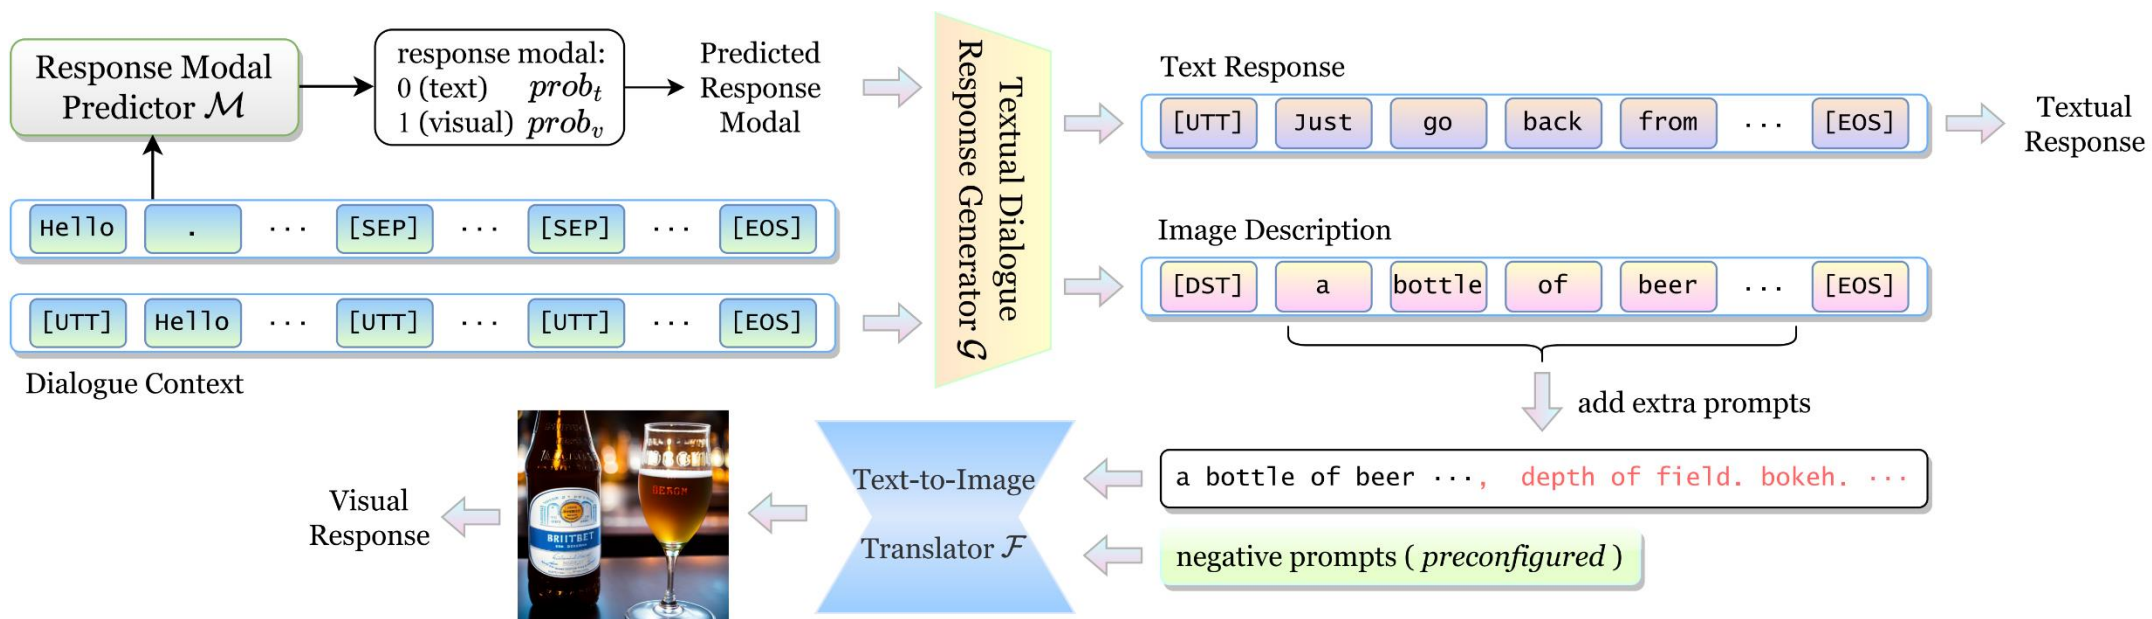 Response Modal
Predictor ℳ
response modal:
0 (text) prob_t
1 (visual) prob_v
Predicted
Response
Modal
Hello . ··· [SEP] ··· [SEP] ··· [EOS]
[UTT] Hello ··· [UTT] ··· [UTT] ··· [EOS]
Dialogue Context
Textual Dialogue
Response Generator 𝒢
Text Response
[UTT] Just go back from ··· [EOS]
Textual
Response
Image Description
[DST] a bottle of beer ··· [EOS]
add extra prompts
a bottle of beer ···, depth of field. bokeh. ···
negative prompts ( preconfigured )
Text-to-Image
Translator ℱ
BRIITBET
Visual
Response